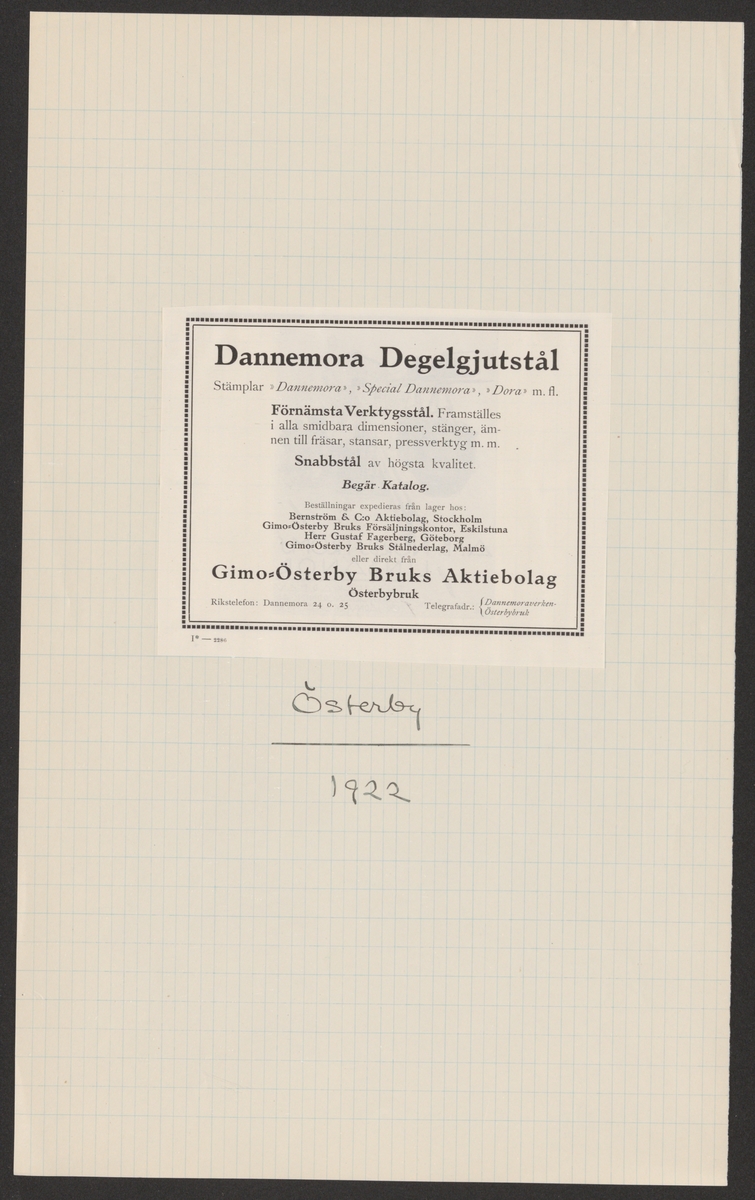 Dannemora Degelgjutstål
Stämplar »Dannemora», »Special Dannemora», »Dora» m. fl.
Förnämsta Verktygsstål. Framställes
i alla smidbara dimensioner, stänger, äm-
nen till fräsar, stansar, pressverktyg m. m.
Snabbstål av högsta kvalitet.
Begär Katalog.
Beställningar expedieras från lager hos:
Bernström & C:o Aktiebolag, Stockholm
Gimo-Österby Bruks Försäljningskontor, Eskilstuna
Herr Gustaf Fagerberg, Göteborg
Gimo-Österby Bruks Stålnederlag, Malmö
eller direkt från
Gimo-Österby Bruks Aktiebolag
Österbybruk
Rikstelefon: Dannemora 24 o. 25 Telegrafadr.: { Dannemoraverken-
Österbybruk
1* —
Österby
1922